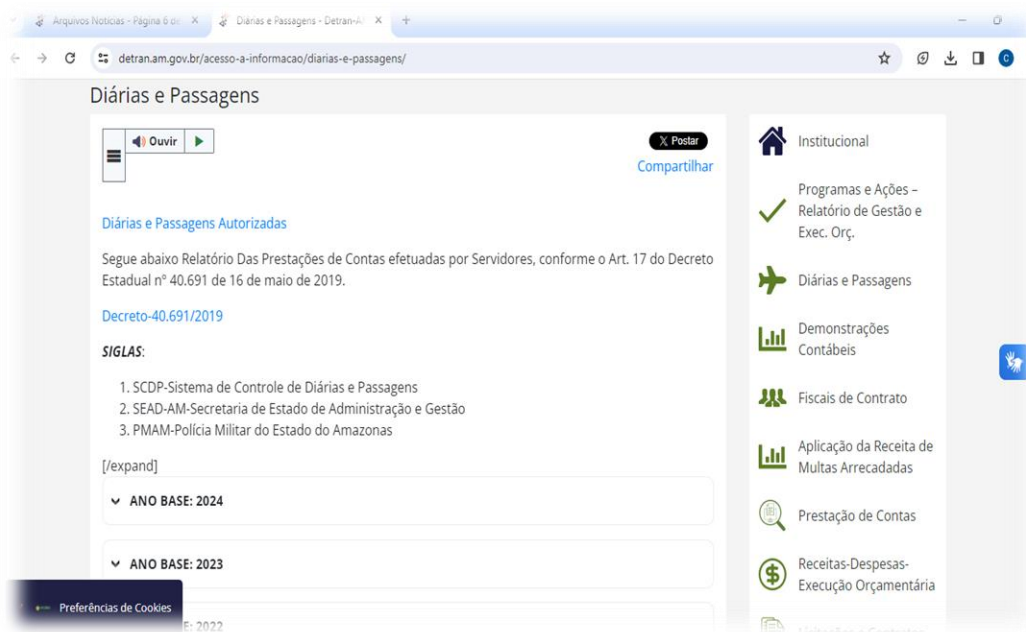 Arquivos Notícias - Página 6 de
Diárias e Passagens - Detran-A
detran.am.gov.br/acesso-a-informacao/diarias-e-passagens/
C
Diárias e Passagens
Ouvir
Postar
Compartilhar
Diárias e Passagens Autorizadas
Segue abaixo Relatório Das Prestações de Contas efetuadas por Servidores, conforme o Art. 17 do Decreto
Estadual nº 40.691 de 16 de maio de 2019.
Decreto-40.691/2019
SIGLAS:
1. SCDP-Sistema de Controle de Diárias e Passagens
2. SEAD-AM-Secretaria de Estado de Administração e Gestão
3. PMAM-Polícia Militar do Estado do Amazonas
[/expand]
ANO BASE: 2024
ANO BASE: 2023
E: 2022
Preferências de Cookies
Institucional
Programas e Ações –
Relatório de Gestão e
Exec. Orç.
Diárias e Passagens
Demonstrações
Contábeis
Fiscais de Contrato
Aplicação da Receita de
Multas Arrecadadas
Prestação de Contas
Receitas-Despesas-
Execução Orçamentária
Licitações e Contratos